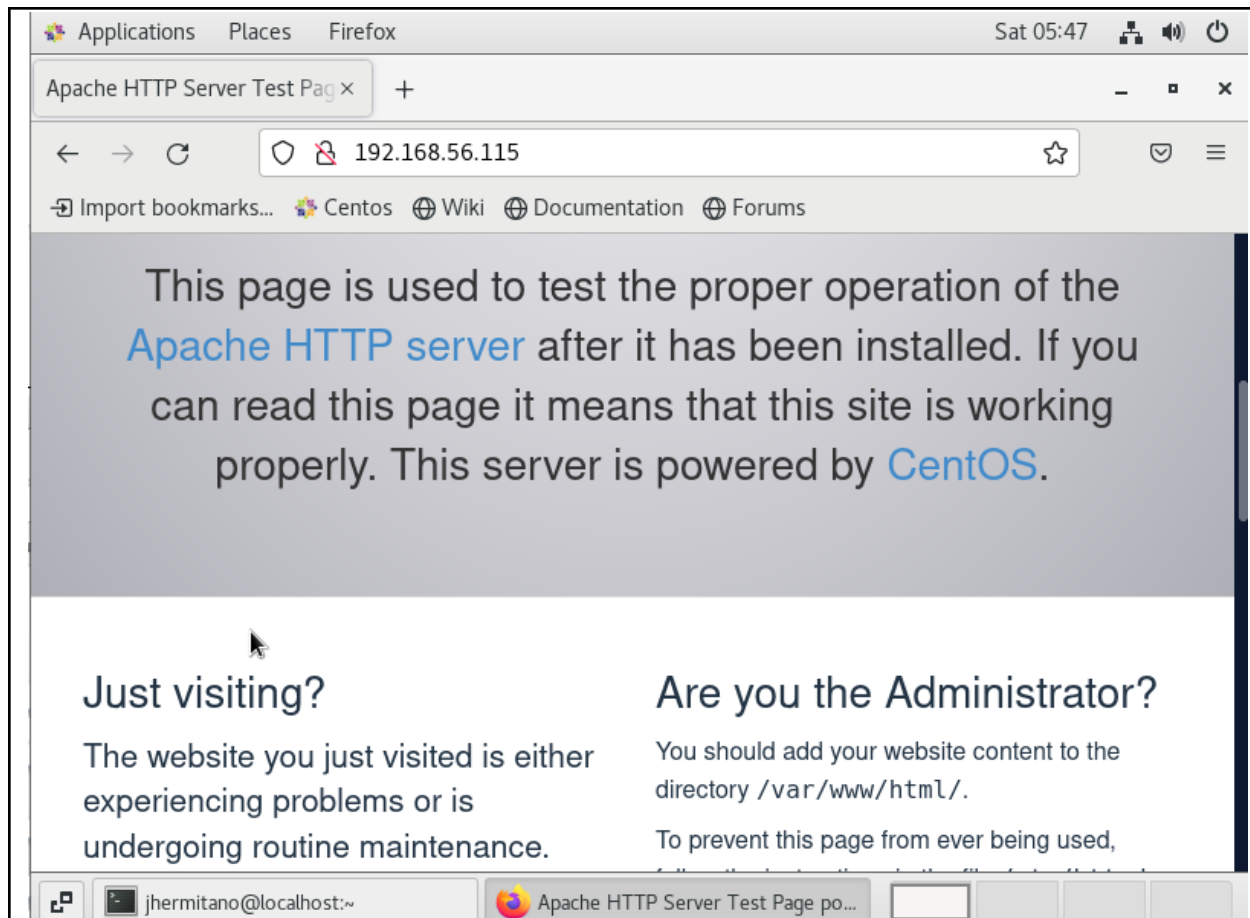 Applications Places Firefox Sat 05:47
Apache HTTP Server Test Pag
192.168.56.115
Import bookmarks... Centos Wiki Documentation Forums
This page is used to test the proper operation of the
Apache HTTP server after it has been installed. If you
can read this page it means that this site is working
properly. This server is powered by CentOS.
Just visiting?
The website you just visited is either
experiencing problems or is
undergoing routine maintenance.
Are you the Administrator?
You should add your website content to the
directory /var/www/html/.
To prevent this page from ever being used,
jhermitano@localhost:~ Apache HTTP Server Test Page po...